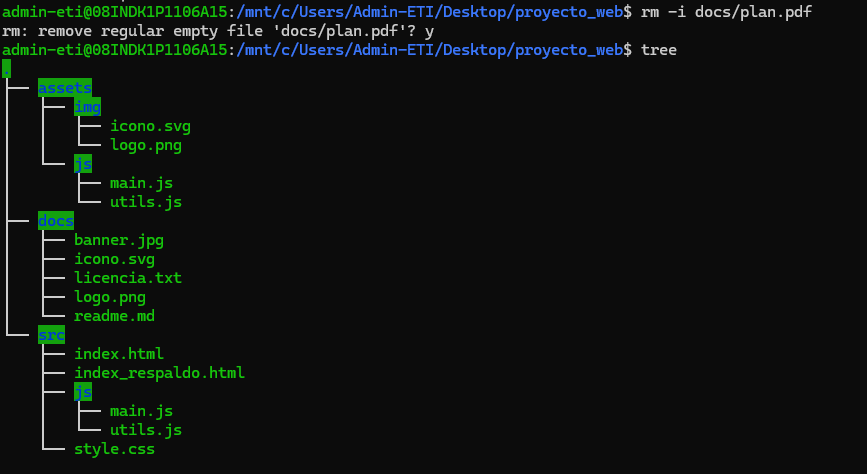 admin-eti@08INDK1P1106A15:/mnt/c/Users/Admin-ETI/Desktop/proyecto_web$ rm -i docs/plan.pdf
rm: remove regular empty file 'docs/plan.pdf'? y
admin-eti@08INDK1P1106A15:/mnt/c/Users/Admin-ETI/Desktop/proyecto_web$ tree
.
├── assets
│   ├── img
│   │   ├── icono.svg
│   │   └── logo.png
│   └── js
│       ├── main.js
│       └── utils.js
├── docs
│   ├── banner.jpg
│   ├── icono.svg
│   ├── licencia.txt
│   ├── logo.png
│   └── readme.md
└── src
    ├── index.html
    ├── index_respaldo.html
    ├── js
    │   ├── main.js
    │   └── utils.js
    └── style.css